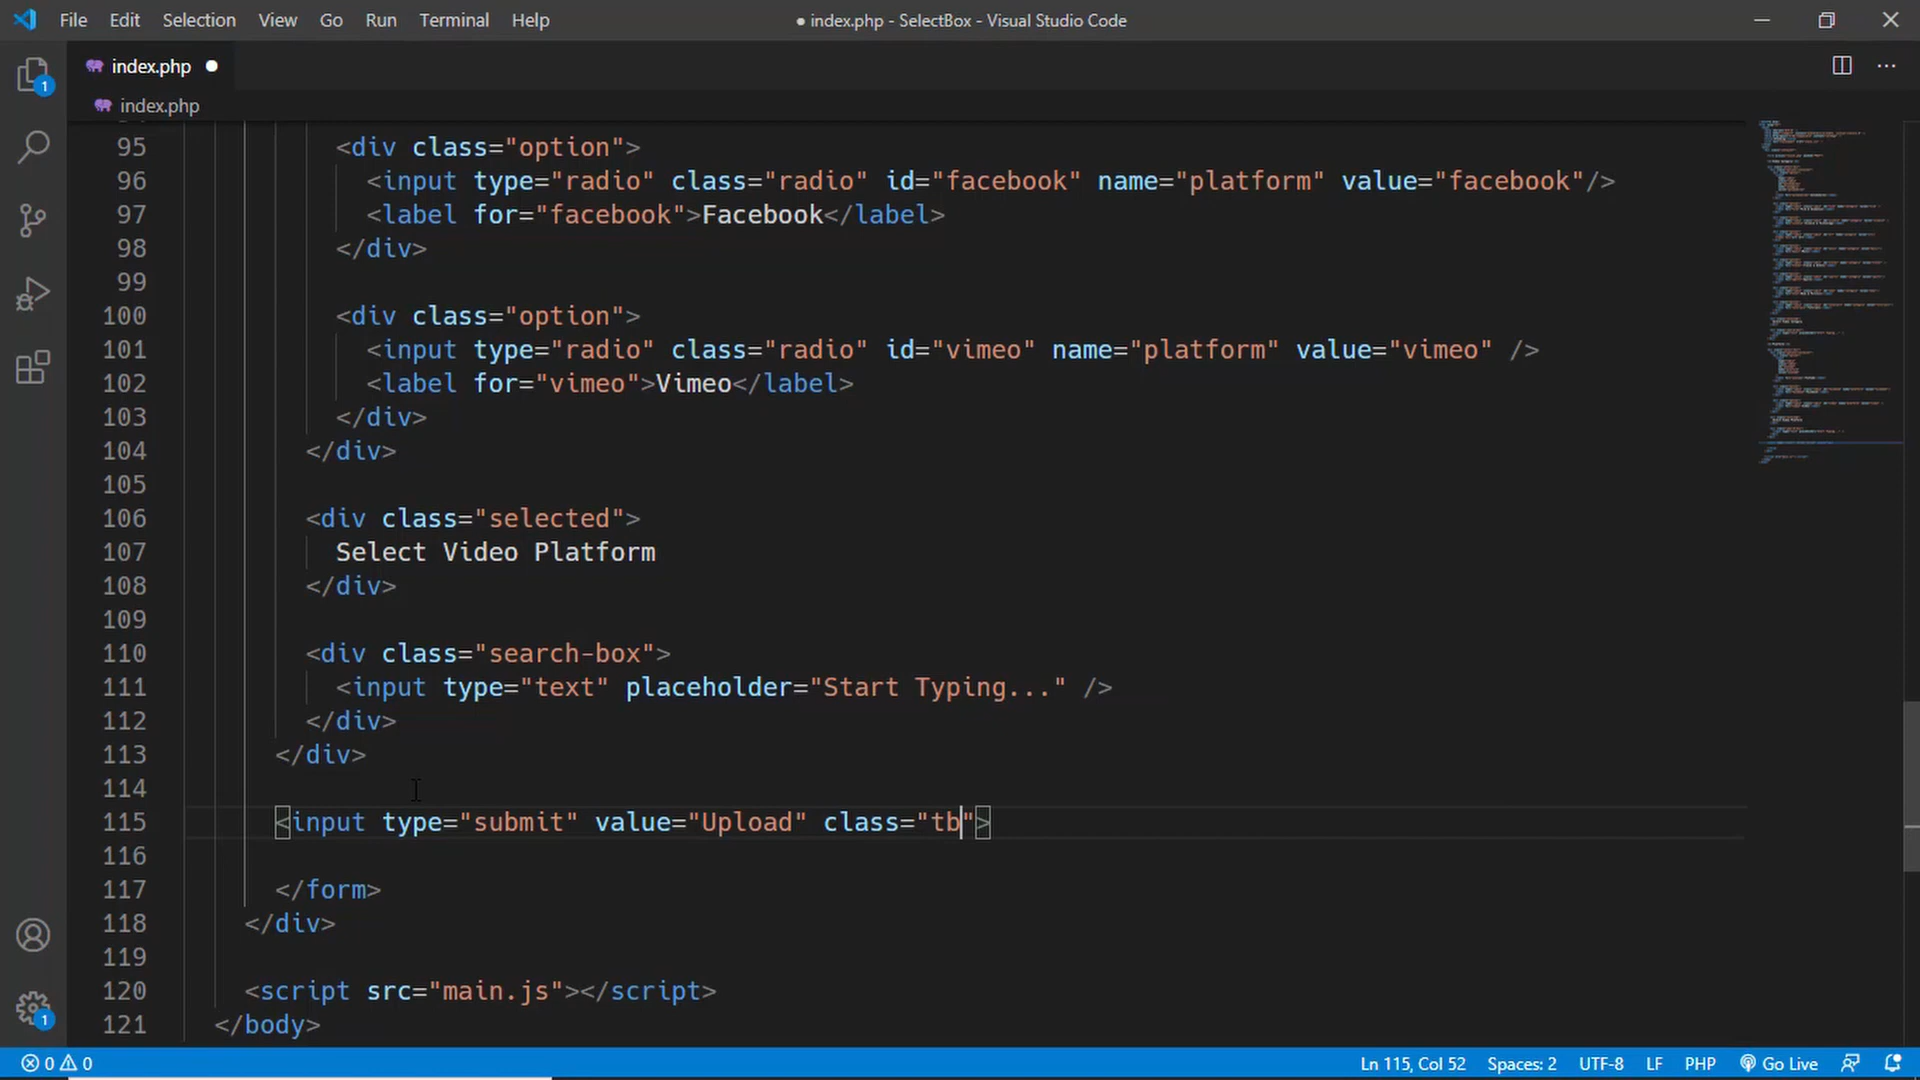 File Edit Selection View Go Run Terminal Help
● index.php - SelectBox - Visual Studio Code
index.php
index.php
95 <div class="option">
96 <input type="radio" class="radio" id="facebook" name="platform" value="facebook"/>
97 <label for="facebook">Facebook</label>
98 </div>
99
100 <div class="option">
101 <input type="radio" class="radio" id="vimeo" name="platform" value="vimeo" />
102 <label for="vimeo">Vimeo</label>
103 </div>
104 </div>
105
106 <div class="selected">
107 Select Video Platform
108 </div>
109
110 <div class="search-box">
111 <input type="text" placeholder="Start Typing..." />
112 </div>
113 </div>
114
115 <input type="submit" value="Upload" class="tb">
116
117 </form>
118 </div>
119
120 <script src="main.js"></script>
121 </body>
1
1
0 0
Ln 115, Col 52 Spaces: 2 UTF-8 LF PHP Go Live